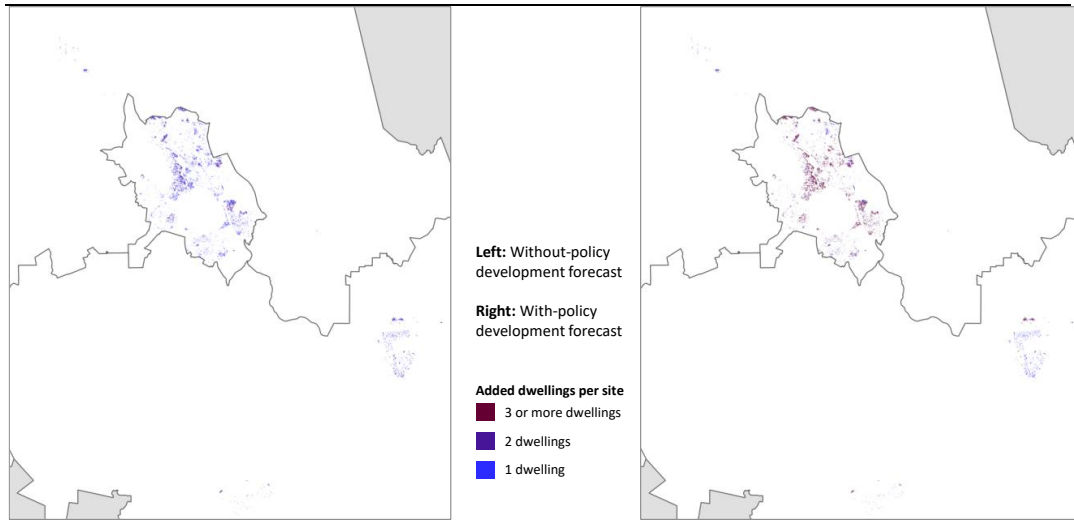 Left: Without-policy
development forecast
Right: With-policy
development forecast
Added dwellings per site
3 or more dwellings
2 dwellings
1 dwelling